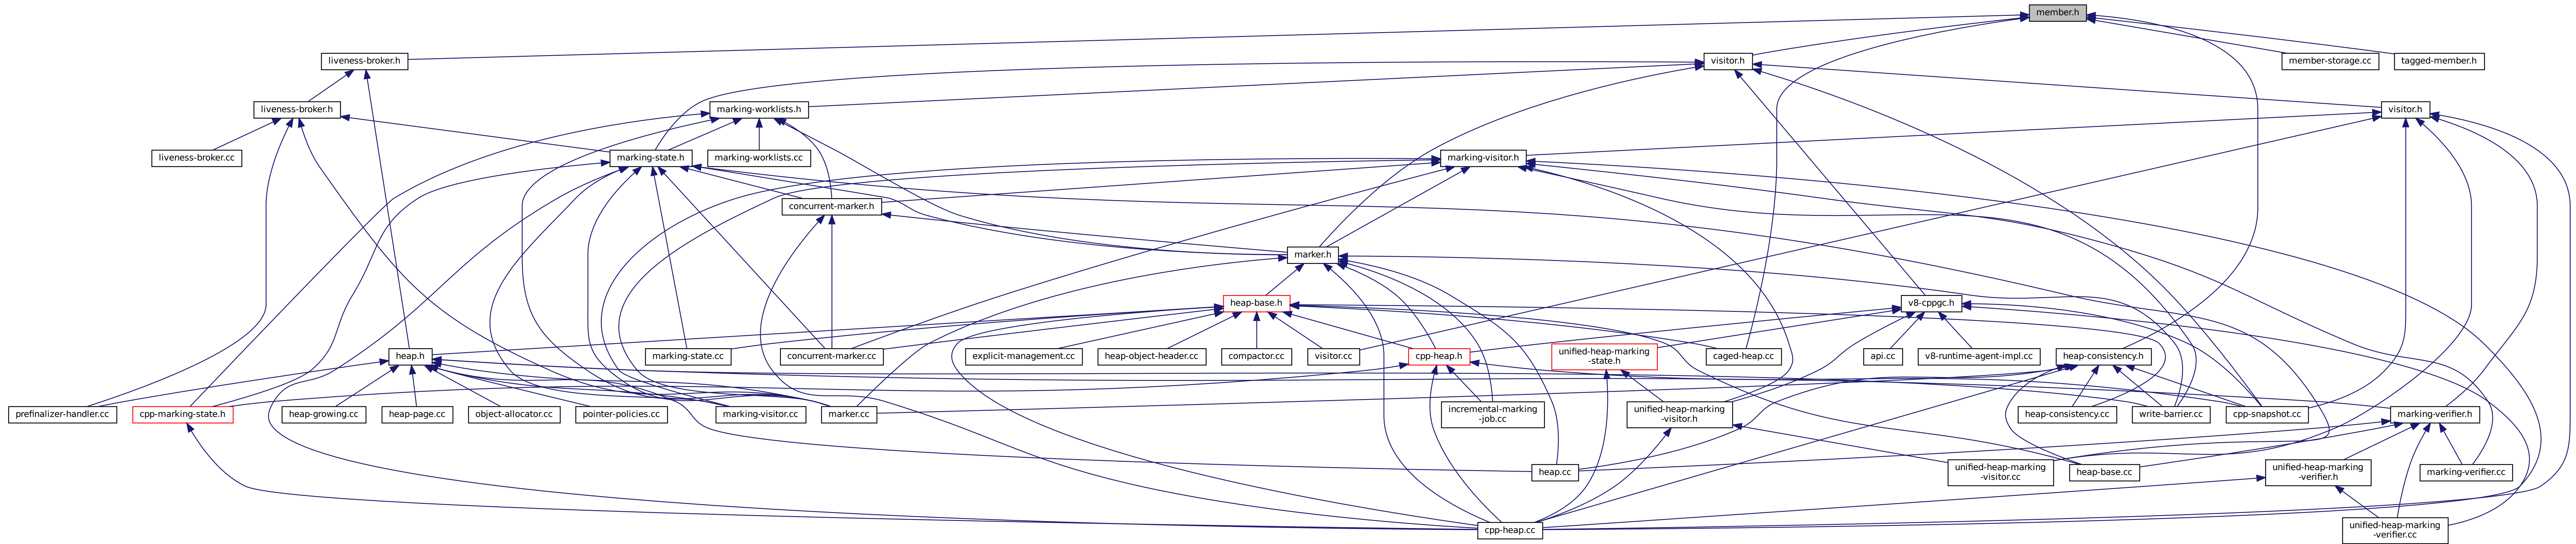 member.h
liveness-broker.h
visitor.h
member-storage.cc
tagged-member.h
liveness-broker.h
marking-worklists.h
visitor.h
liveness-broker.cc
marking-state.h
marking-worklists.cc
marking-visitor.h
concurrent-marker.h
marker.h
heap-base.h
v8-cppgc.h
heap.h
marking-state.cc
concurrent-marker.cc
explicit-management.cc
heap-object-header.cc
compactor.cc
visitor.cc
cpp-heap.h
unified-heap-marking
-state.h
caged-heap.cc
api.cc
v8-runtime-agent-impl.cc
heap-consistency.h
prefinalizer-handler.cc
cpp-marking-state.h
heap-growing.cc
heap-page.cc
object-allocator.cc
pointer-policies.cc
marking-visitor.cc
marker.cc
incremental-marking
-job.cc
unified-heap-marking
-visitor.h
heap-consistency.cc
write-barrier.cc
cpp-snapshot.cc
marking-verifier.h
heap.cc
unified-heap-marking
-visitor.cc
heap-base.cc
unified-heap-marking
-verifier.h
marking-verifier.cc
cpp-heap.cc
unified-heap-marking
-verifier.cc